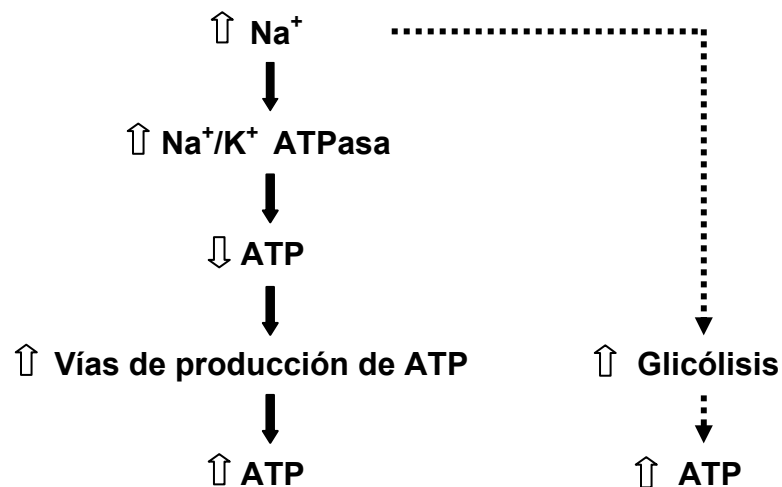 ⇧ Na⁺
⇧ Na⁺/K⁺ ATPasa
⇩ ATP
⇧ Vías de producción de ATP ⇧ Glicólisis
⇧ ATP ⇧ ATP